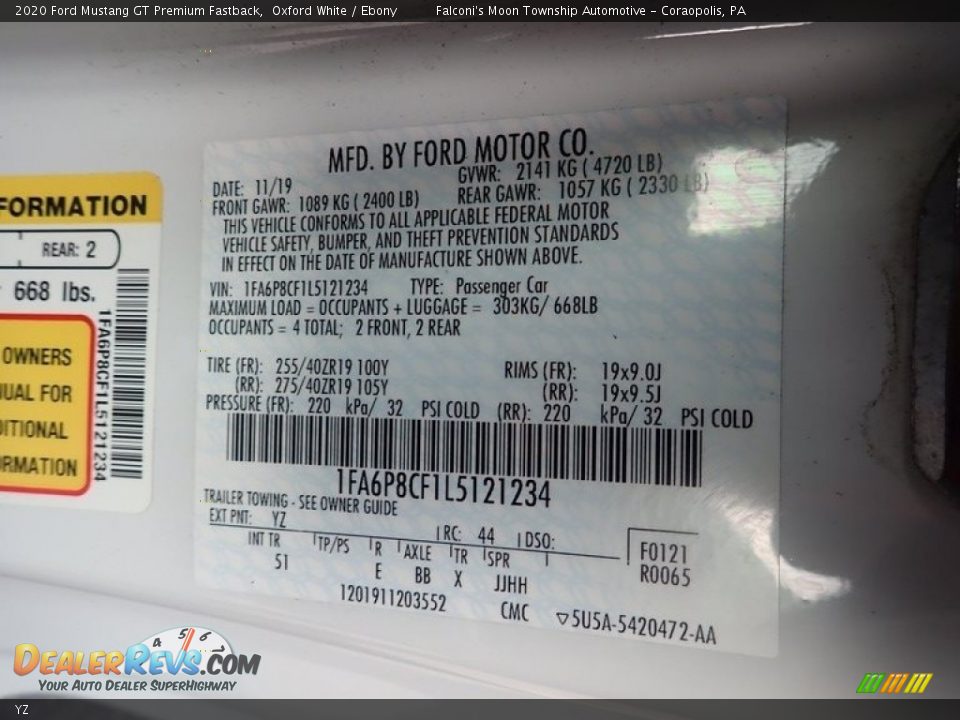 2020 Ford Mustang GT Premium Fastback, Oxford White / Ebony Falconi's Moon Township Automotive - Coraopolis, PA
FORMATION
REAR: 2
668 lbs.
OWNERS
FOR
1FA6P8CF1L5121234
MFD. BY FORD MOTOR CO.
DATE: 11/19 GVWR: 2141 KG ( 4720 LB)
FRONT GAWR: 1089 KG ( 2400 LB) REAR GAWR: 1057 KG ( 2330 LB)
THIS VEHICLE CONFORMS TO ALL APPLICABLE FEDERAL MOTOR
VEHICLE SAFETY, BUMPER, AND THEFT PREVENTION STANDARDS
IN EFFECT ON THE DATE OF MANUFACTURE SHOWN ABOVE.
VIN: 1FA6P8CF1L5121234 TYPE: Passenger Car
MAXIMUM LOAD = OCCUPANTS + LUGGAGE = 303KG/ 668LB
OCCUPANTS = 4 TOTAL; 2 FRONT, 2 REAR
TIRE (FR): 255/40ZR19 100Y RIMS (FR): 19x9.0J
(RR): 275/40ZR19 105Y (RR): 19x9.5J
PRESSURE (FR): 220 kPa/ 32 PSI COLD (RR): 220 kPa/ 32 PSI COLD
1FA6P8CF1L5121234
TRAILER TOWING - SEE OWNER GUIDE
EXT PNT: YZ RC: 44 DSO:
INT TR TP/PS R AXLE TR SPR F0121
51 E BB X JJHH R0065
1201911203552 CMC ▽5U5A-5420472-AA
4 5 6
DEALERREVS.COM
YOUR AUTO DEALER SUPERHIGHWAY
YZ